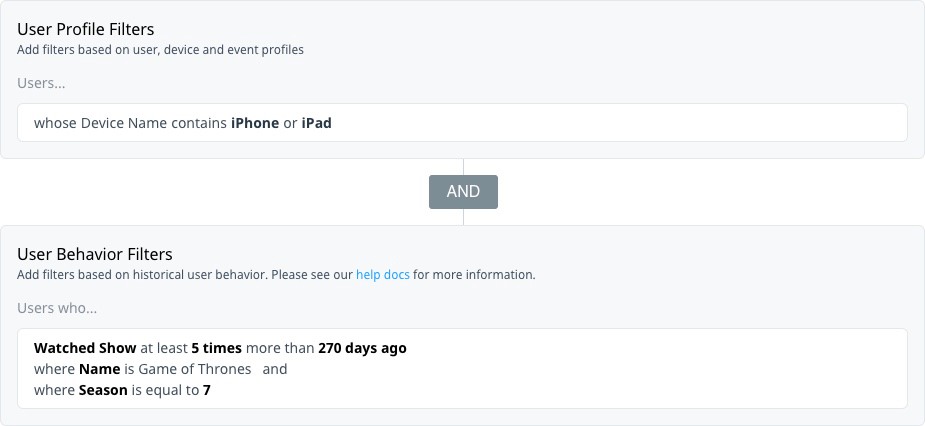 User Profile Filters
Add filters based on user, device and event profiles
Users...
whose Device Name contains iPhone or iPad
AND
User Behavior Filters
Add filters based on historical user behavior. Please see our help docs for more information.
Users who...
Watched Show at least 5 times more than 270 days ago
where Name is Game of Thrones and
where Season is equal to 7